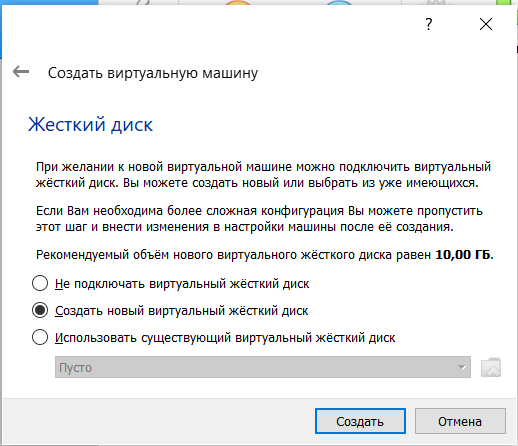 ?
Создать виртуальную машину
Жесткий диск
При желании к новой виртуальной машине можно подключить виртуальный
жёсткий диск. Вы можете создать новый или выбрать из уже имеющихся.
Если Вам необходима более сложная конфигурация Вы можете пропустить
этот шаг и внести изменения в настройки машины после её создания.
Рекомендуемый объём нового виртуального жёсткого диска равен 10,00 ГБ.
Не подключать виртуальный жёсткий диск
Создать новый виртуальный жёсткий диск
Использовать существующий виртуальный жёсткий диск
Пусто
Создать
Отмена